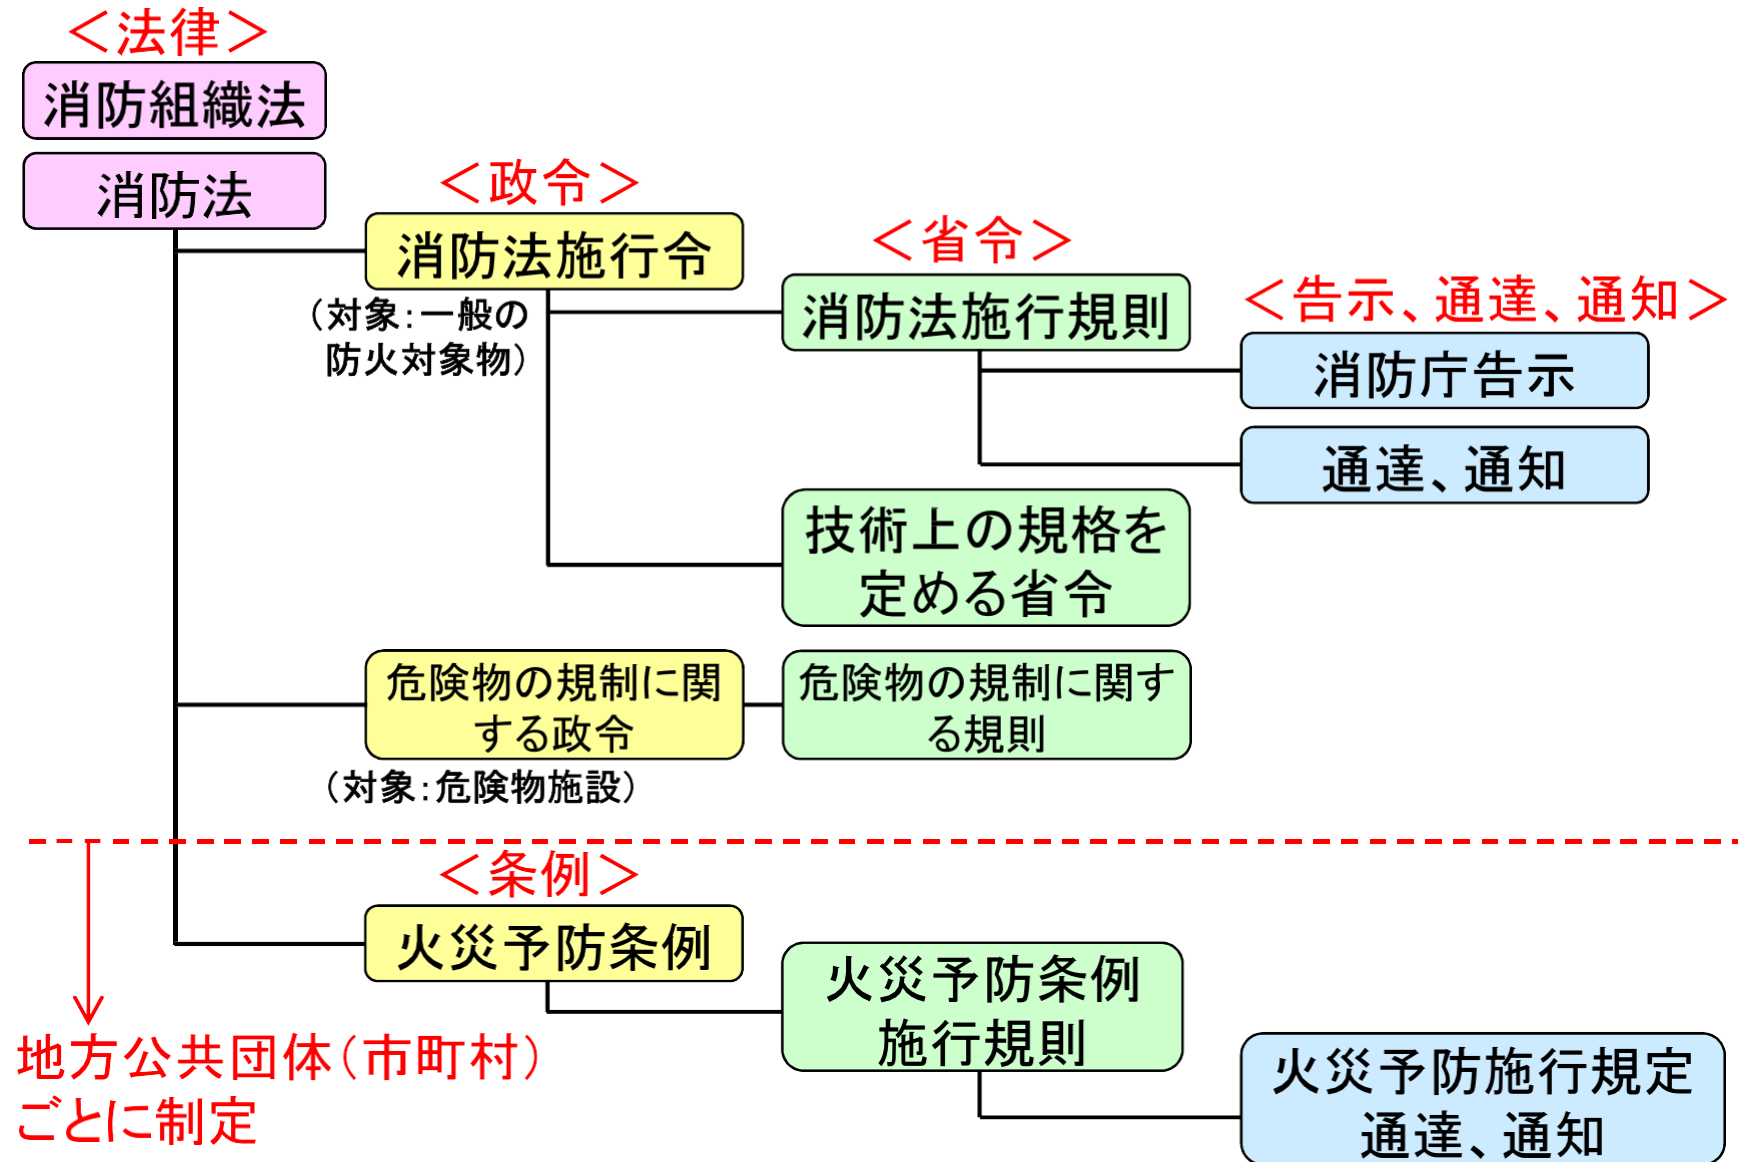 ＜法律＞
消防組織法
消防法
＜政令＞
消防法施行令
（対象：一般の
防火対象物）
＜省令＞
消防法施行規則
＜告示、通達、通知＞
消防庁告示
通達、通知
技術上の規格を
定める省令
危険物の規制に関
する政令
（対象：危険物施設）
危険物の規制に関す
る規則
＜条例＞
火災予防条例
火災予防条例
施行規則
火災予防施行規定
通達、通知
地方公共団体（市町村）
ごとに制定